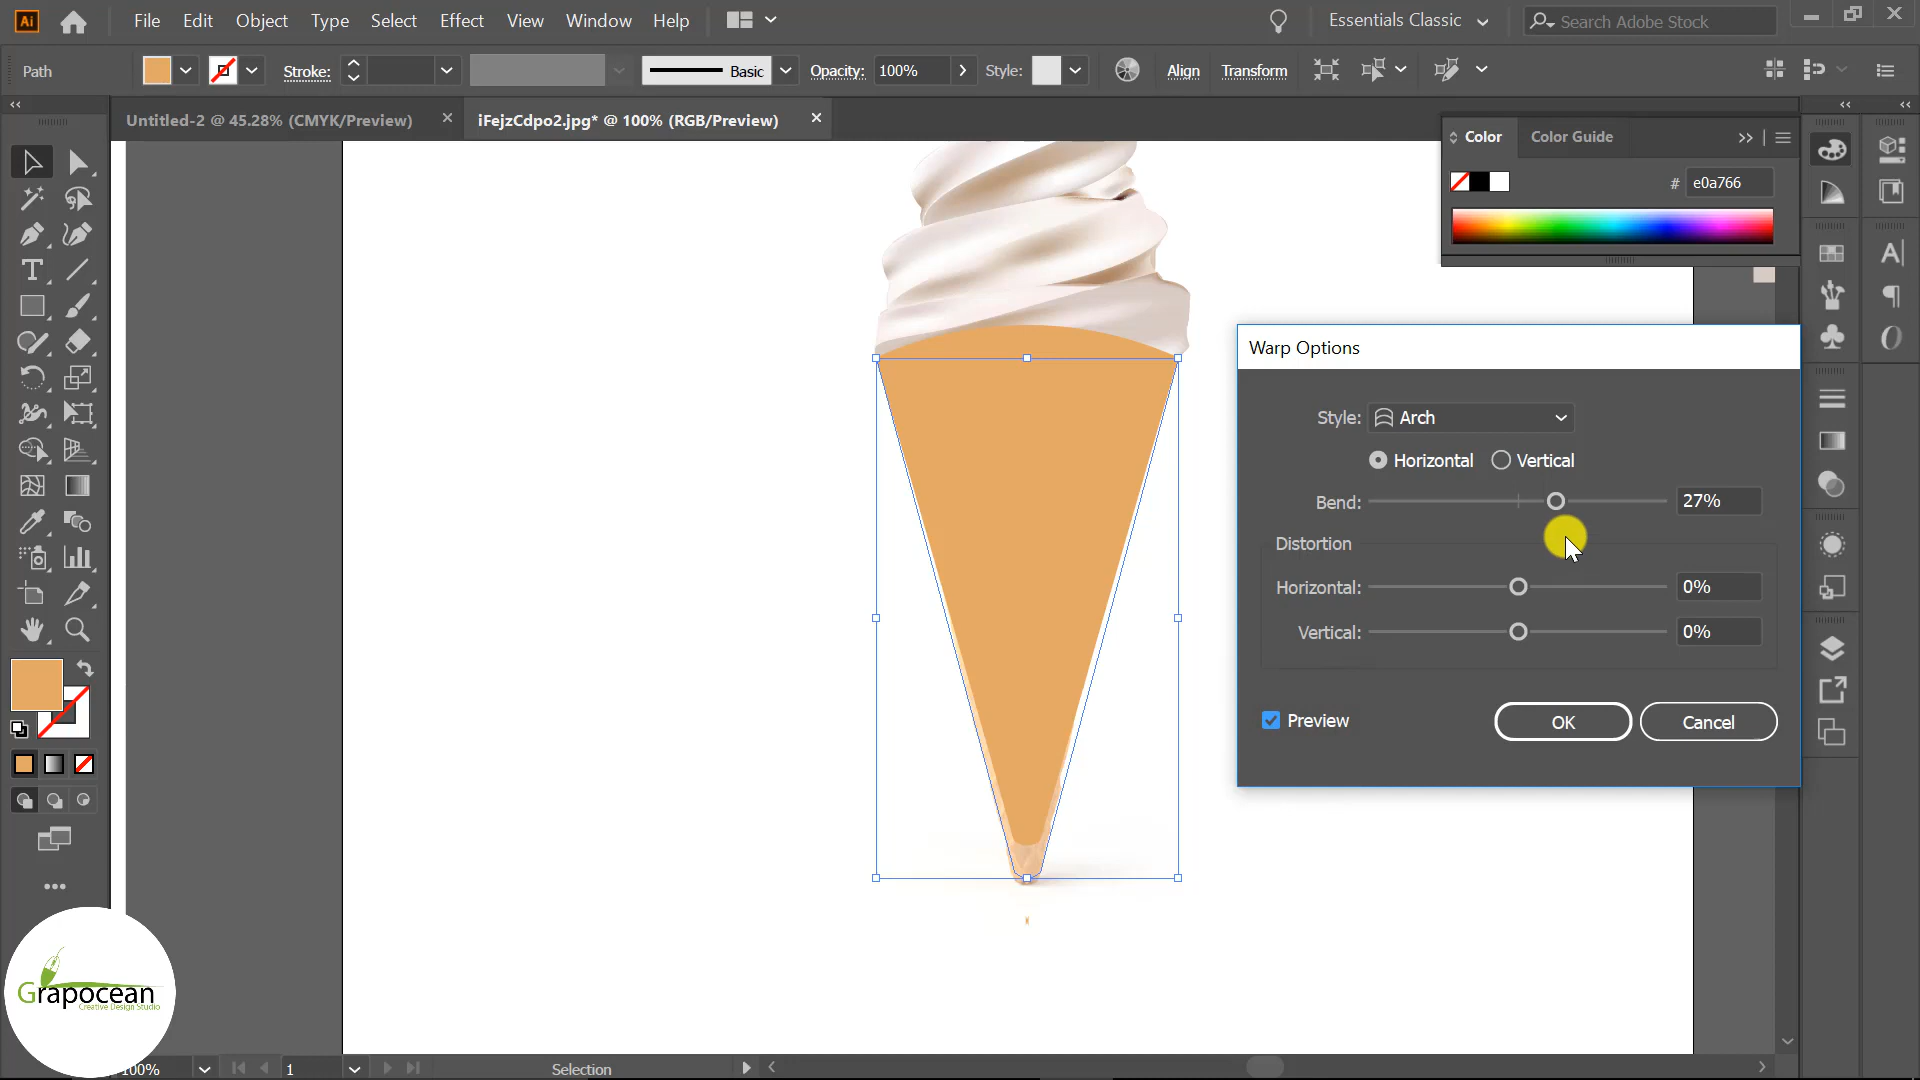 Ai File Edit Object Type Select Effect View Window Help Essentials Classic Search Adobe Stock
Path Stroke: Basic Opacity: 100% Style: Align Transform
Untitled-2 @ 45.28% (CMYK/Preview) iFejzCdpo2.jpg* @ 100% (RGB/Preview)
Color Color Guide
# e0a766
Warp Options
Style: Arch
Horizontal Vertical
Bend: 27%
Distortion
Horizontal: 0%
Vertical: 0%
Preview OK Cancel
Grapocean
Creative Design Studio
100% 1 Selection